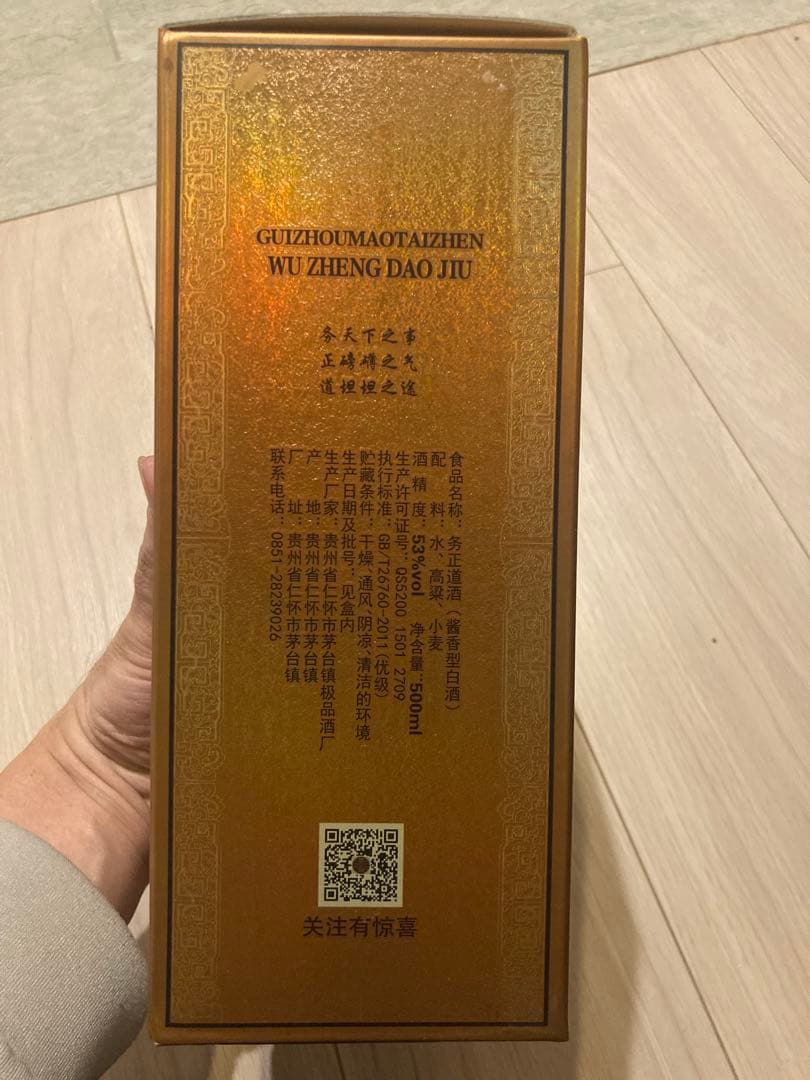 GUIZHOUMAOTAIZHEN
WU ZHENG DAO JIU
务天下之事
正磅礴之气
道坦坦之途
食品名称：务正道酒（酱香型白酒）
配料：水、高粱、小麦
酒精度：53%vol 净含量：500ml
生产许可证号：QS5200 1501 2709
执行标准：GB/T26760-2011(优级)
贮藏条件：干燥、通风、阴凉、清洁的环境
生产日期及批号：见盒内
生产厂家：贵州省仁怀市茅台镇极品酒厂
产地：贵州省仁怀市茅台镇
厂址：贵州省仁怀市茅台镇
联系电话：0851-28239026
关注有惊喜